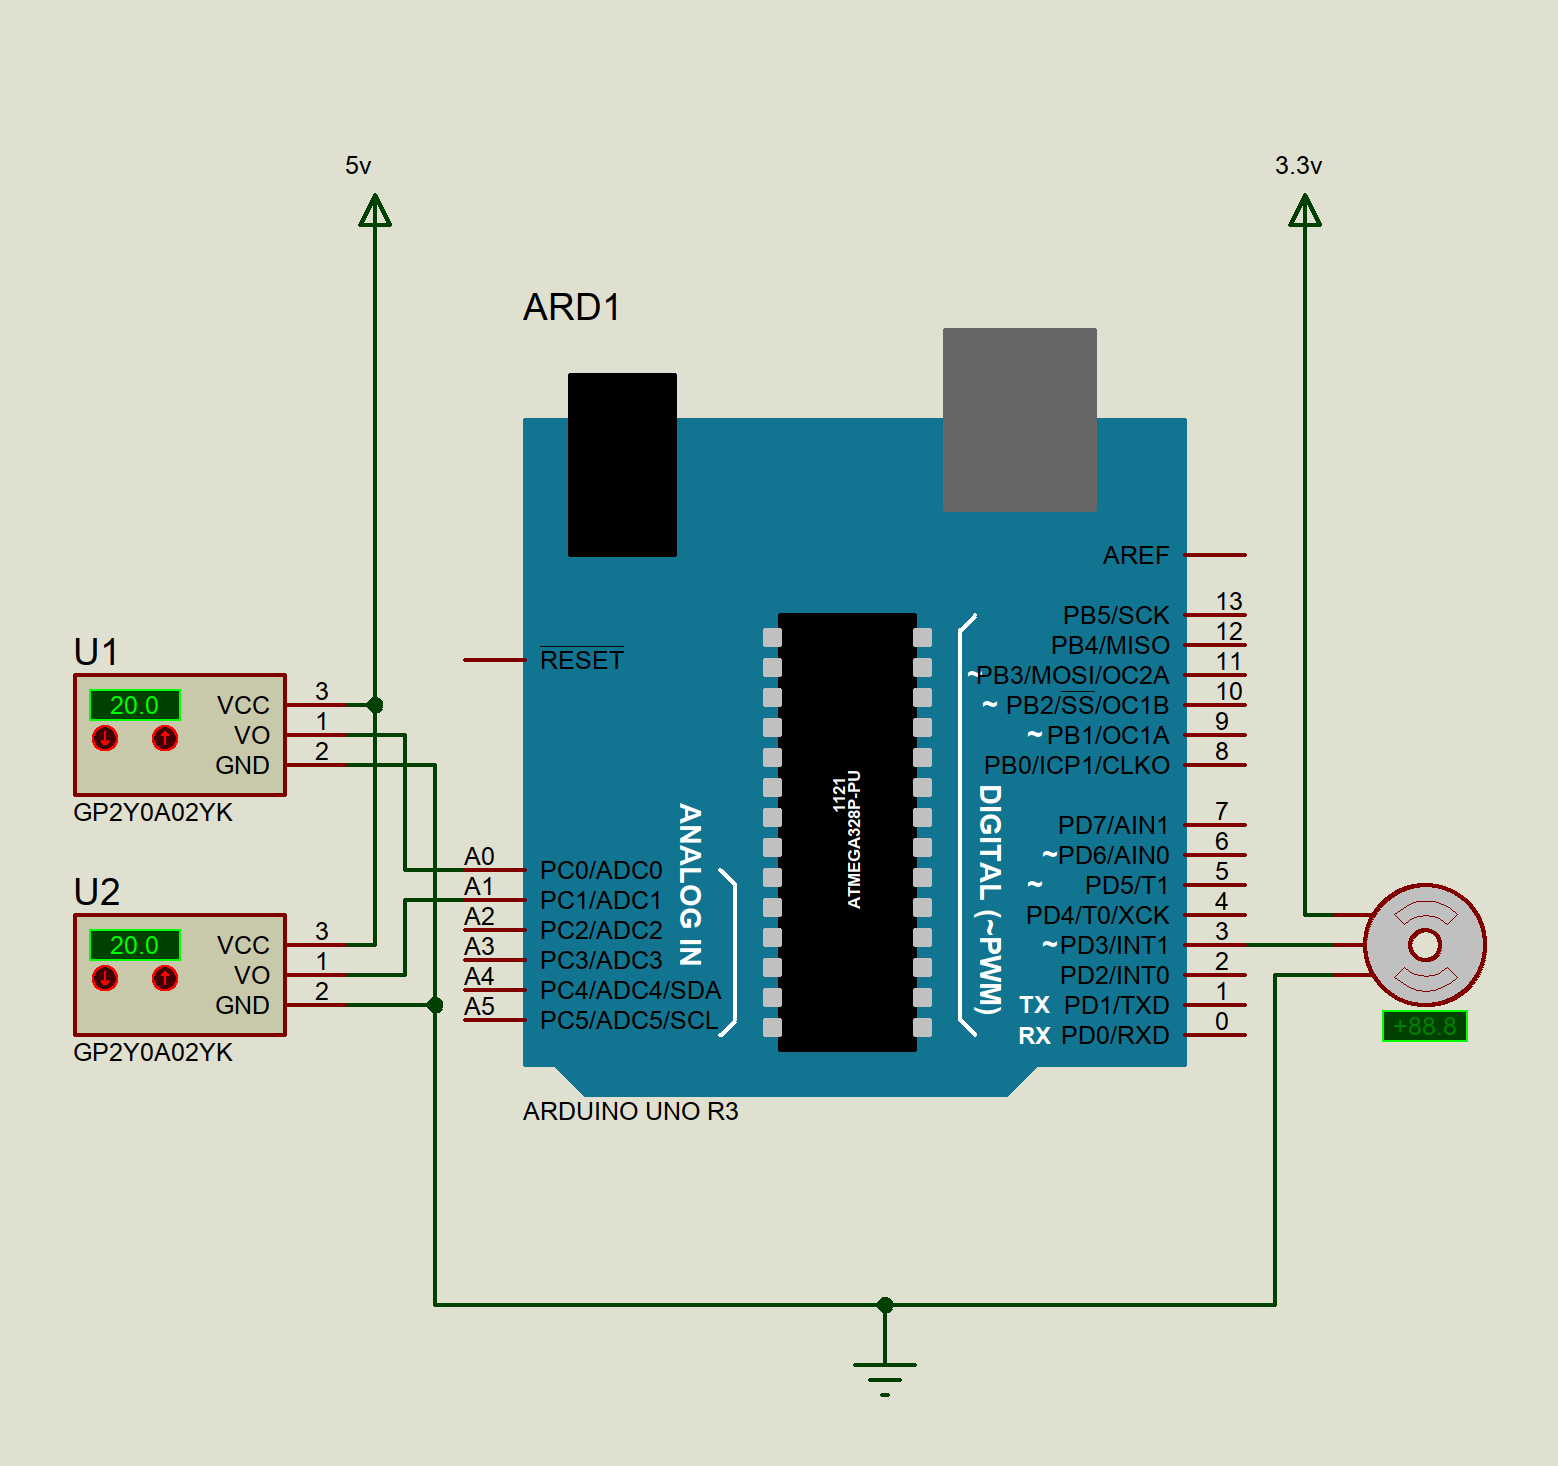 5v
3.3v
ARD1
AREF
13
PB5/SCK
12
PB4/MISO
11
~PB3/MOSI/OC2A
10
~ PB2/SS/OC1B
9
~ PB1/OC1A
8
PB0/ICP1/CLKO
7
PD7/AIN1
6
~PD6/AIN0
5
~ PD5/T1
4
PD4/T0/XCK
3
~PD3/INT1
2
PD2/INT0
1
TX PD1/TXD
0
RX PD0/RXD
DIGITAL (~PWM)
RESET
1121
ATMEGA328P-PU
ANALOG IN
A0
PC0/ADC0
A1
PC1/ADC1
A2
PC2/ADC2
A3
PC3/ADC3
A4
PC4/ADC4/SDA
A5
PC5/ADC5/SCL
ARDUINO UNO R3
U1
20.0
VCC 3
VO 1
GND 2
GP2Y0A02YK
U2
20.0
VCC 3
VO 1
GND 2
GP2Y0A02YK
+88.8